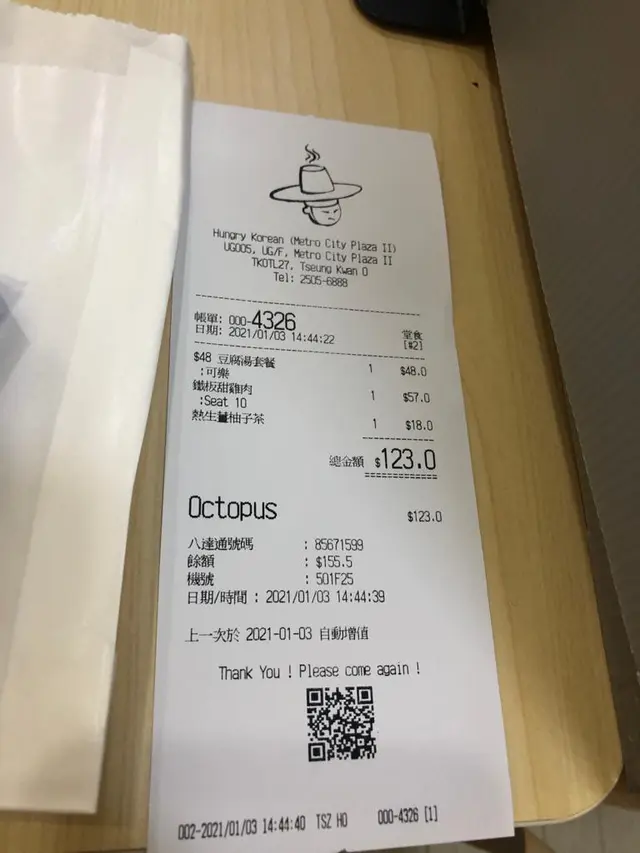 Hungry Korean (Metro City Plaza II)
UG005, UG/F, Metro City Plaza II
TKOTL27, Tseung Kwan O
Tel: 2505-6888
帳單: 000-4326 堂食
日期: 2021/01/03 14:44:22 [#2]
$48 豆腐湯套餐 1 $48.0
:可樂
鐵板甜雞肉 1 $57.0
:Seat 10
熱生薑柚子茶 1 $18.0
總金額 $123.0
Octopus $123.0
八達通號碼 : 85671599
餘額 : $155.5
機號 : 501F25
日期/時間 : 2021/01/03 14:44:39
上一次於 2021-01-03 自動增值
Thank You ! Please come again !
002-2021/01/03 14:44:40 TSZ HO 000-4326 [1]